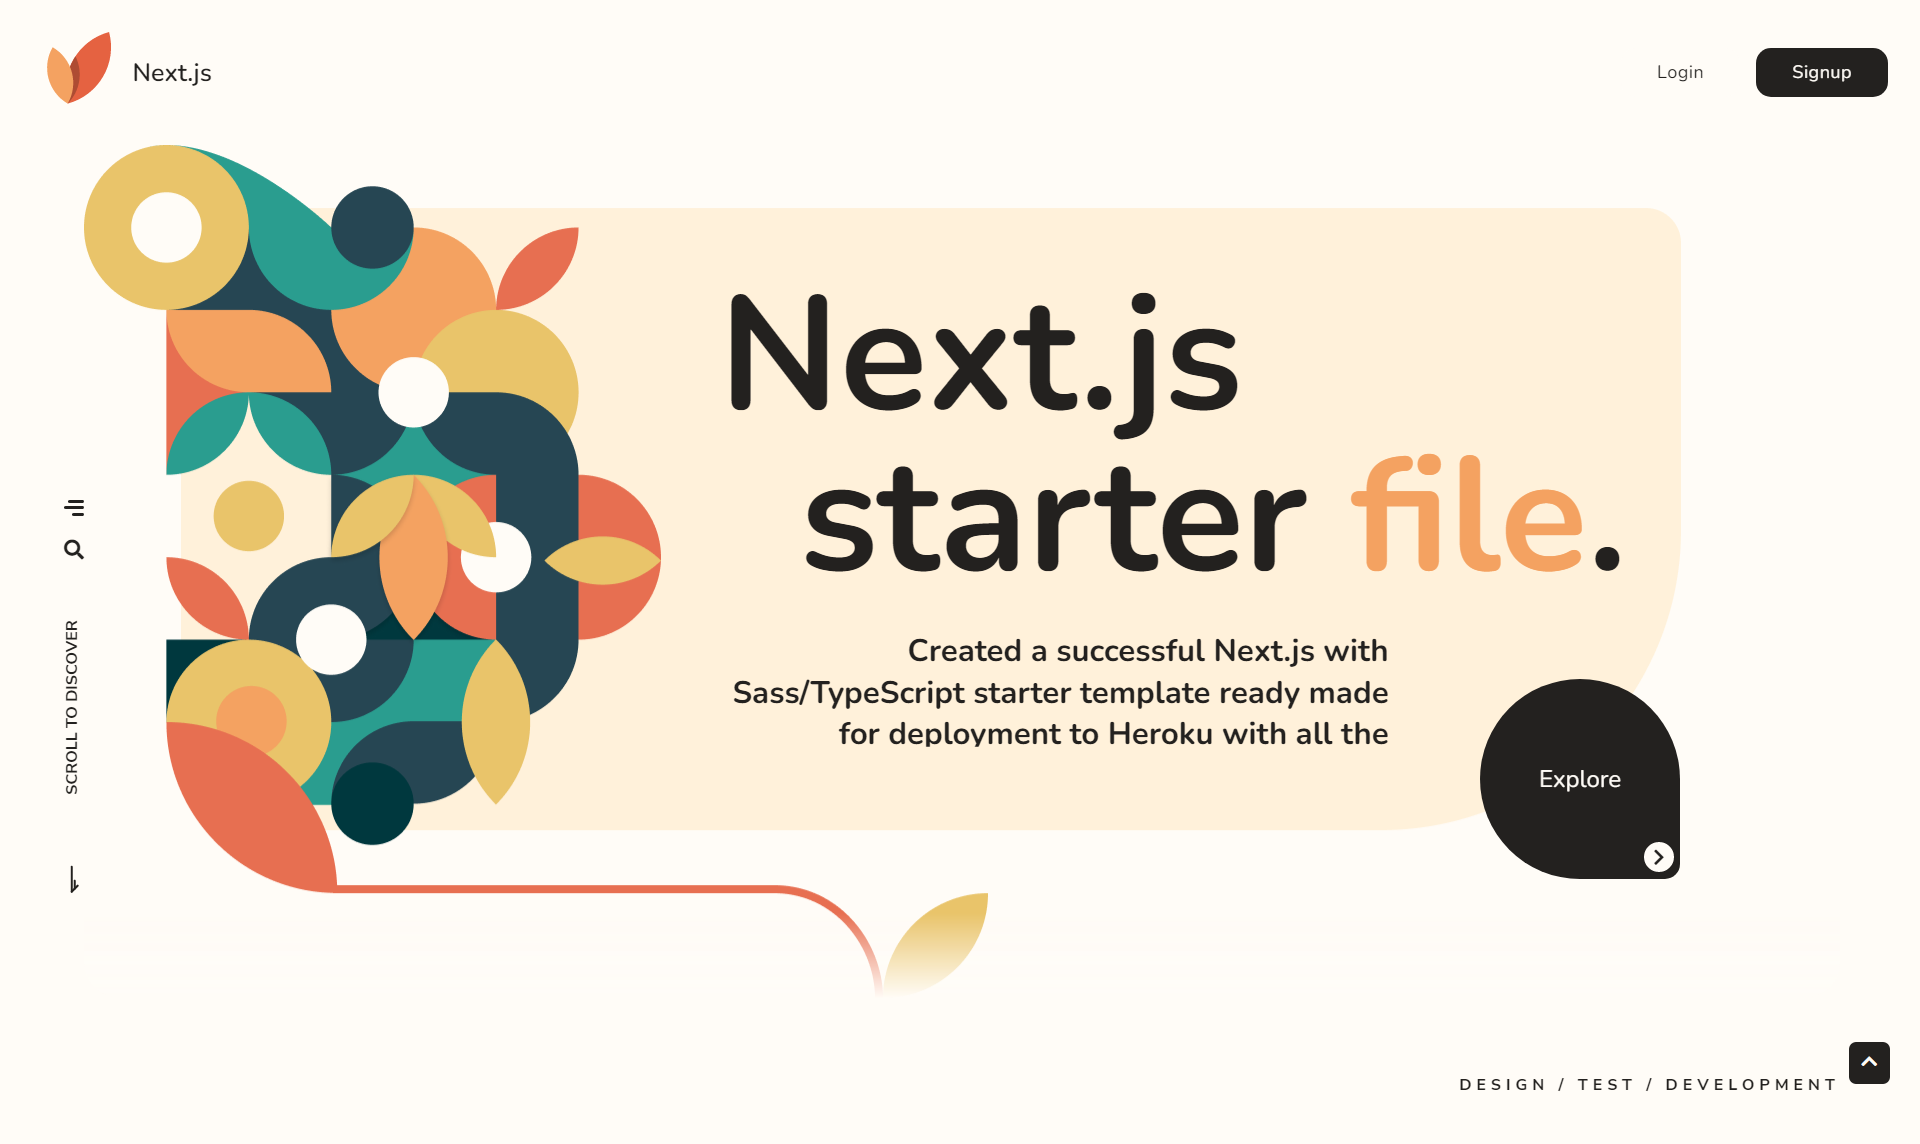 Next.js
Login
Signup
Next.js
starter file.
Created a successful Next.js with
Sass/TypeScript starter template ready made
for deployment to Heroku with all the
Explore
SCROLL TO DISCOVER
DESIGN / TEST / DEVELOPMENT